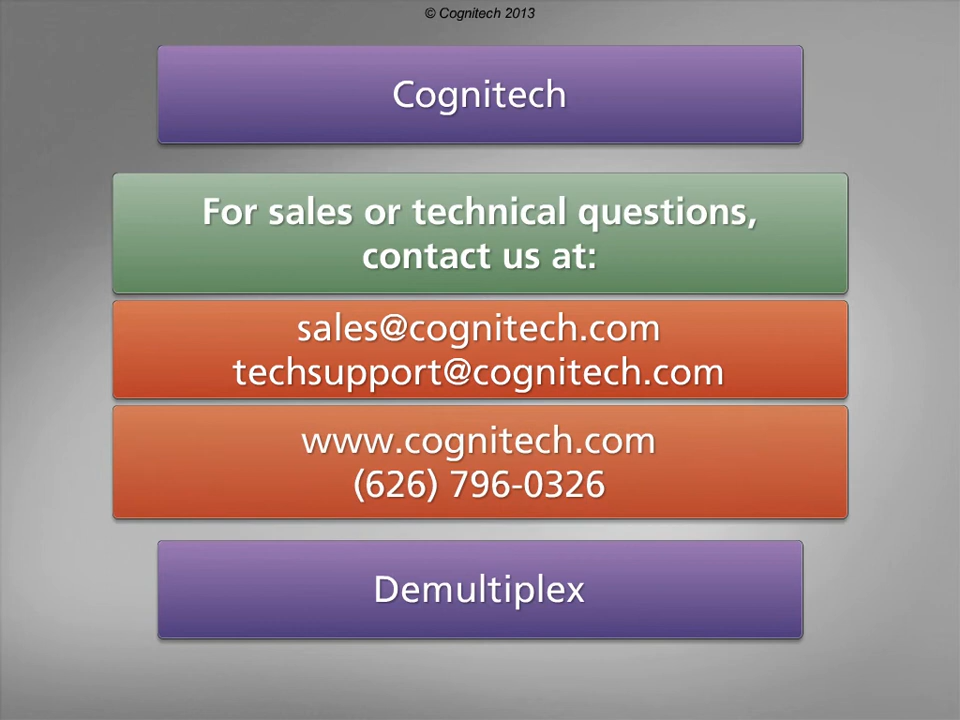 © Cognitech 2013
Cognitech
For sales or technical questions,
contact us at:
sales@cognitech.com
techsupport@cognitech.com
www.cognitech.com
(626) 796-0326
Demultiplex